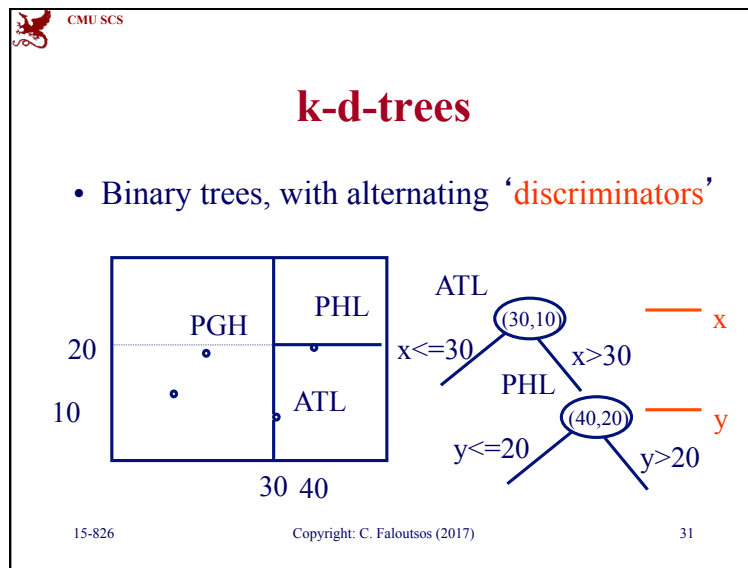 CMU SCS
k-d-trees
• Binary trees, with alternating ‘discriminators’
PHL
PGH
20
10
ATL
30 40
ATL
(30,10)
x
x<=30
x>30
PHL
(40,20)
y
y<=20
y>20
15-826
Copyright: C. Faloutsos (2017)
31